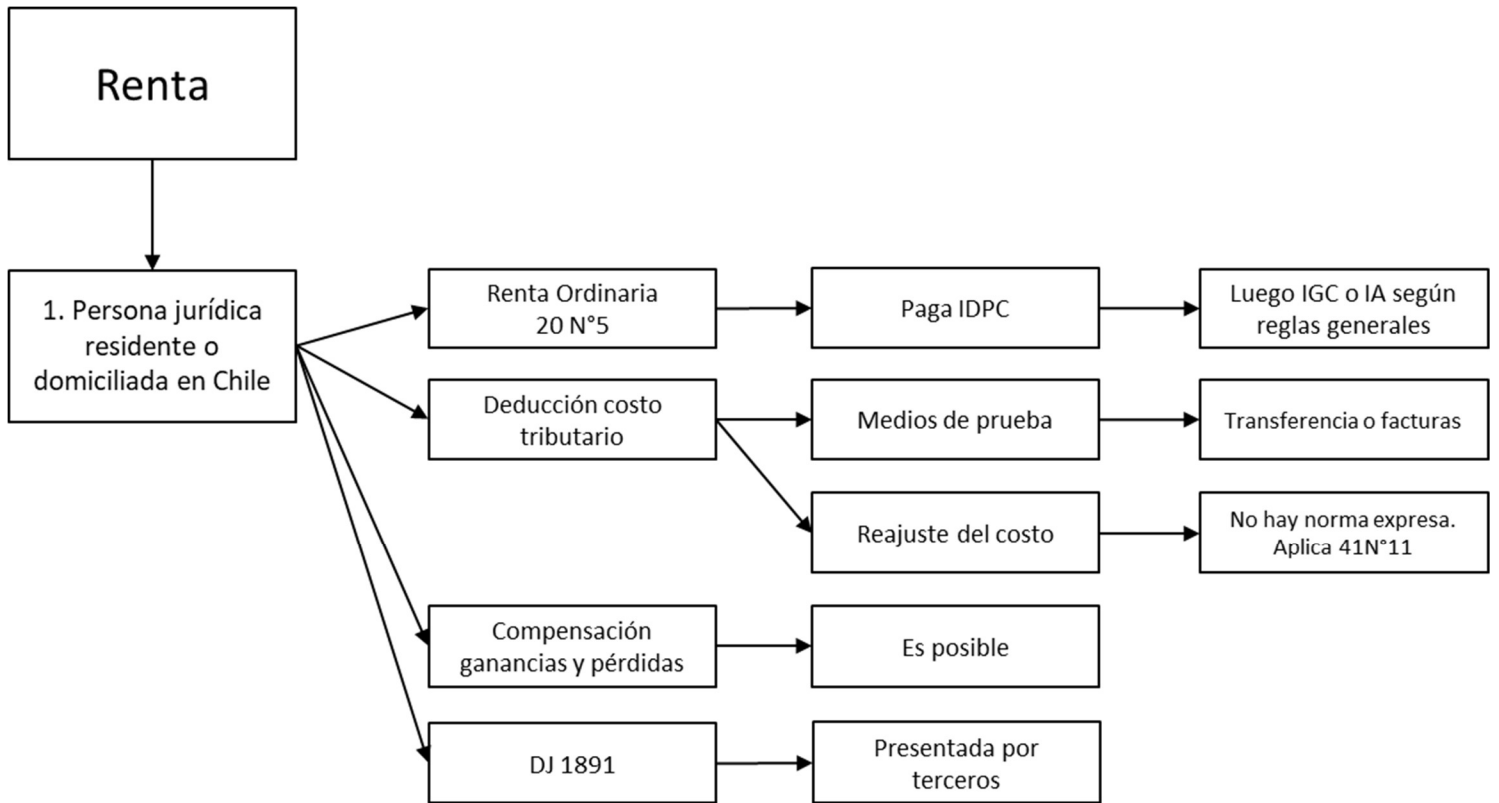 Renta
1. Persona jurídica
residente o
domiciliada en Chile
Renta Ordinaria
20 N°5
Paga IDPC
Luego IGC o IA según
reglas generales
Deducción costo
tributario
Medios de prueba
Transferencia o facturas
Reajuste del costo
No hay norma expresa.
Aplica 41N°11
Compensación
ganancias y pérdidas
Es posible
DJ 1891
Presentada por
terceros